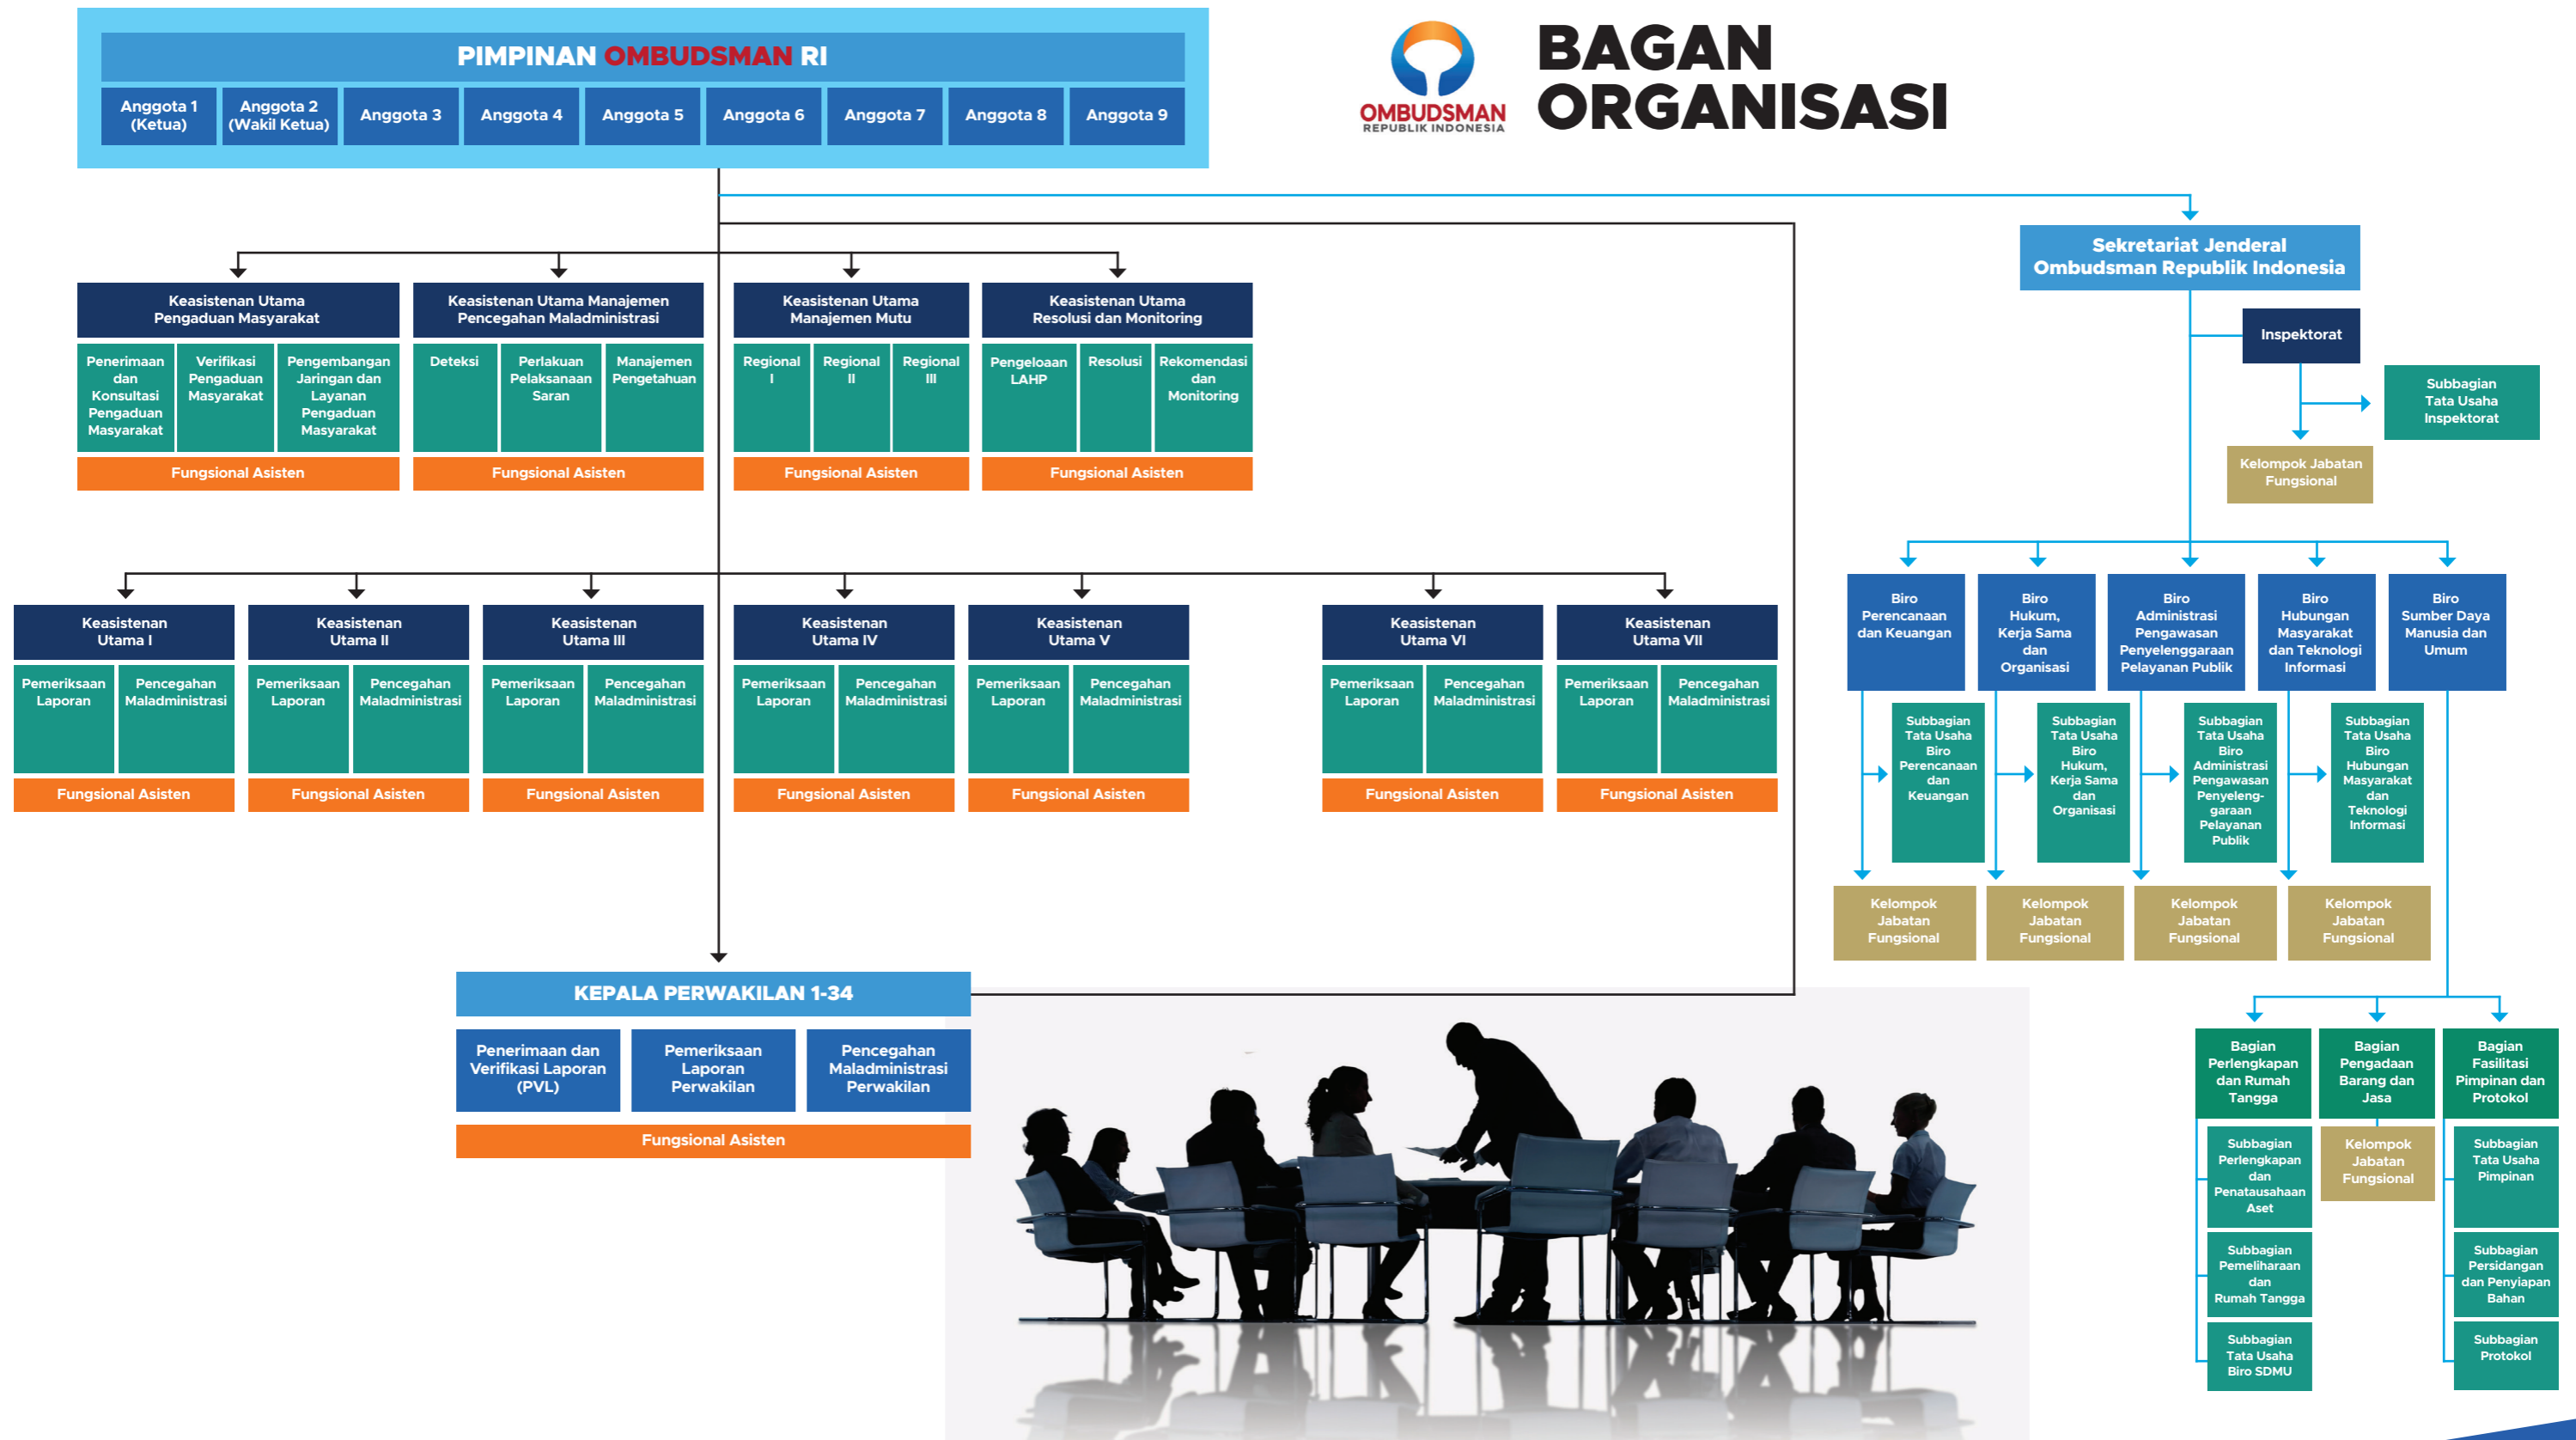 PIMPINAN OMBUDSMAN RI
Anggota 1
(Ketua)
Anggota 2
(Wakil Ketua)
Anggota 3
Anggota 4
Anggota 5
Anggota 6
Anggota 7
Anggota 8
Anggota 9
OMBUDSMAN
REPUBLIK INDONESIA
BAGAN
ORGANISASI
Keasistenan Utama
Pengaduan Masyarakat
Penerimaan
dan
Konsultasi
Pengaduan
Masyarakat
Verifikasi
Pengaduan
Masyarakat
Pengembangan
Jaringan dan
Layanan
Pengaduan
Masyarakat
Fungsional Asisten
Keasistenan Utama Manajemen
Pencegahan Maladministrasi
Deteksi
Perlakuan
Pelaksanaan
Saran
Manajemen
Pengetahuan
Fungsional Asisten
Keasistenan Utama
Manajemen Mutu
Regional
I
Regional
II
Regional
III
Fungsional Asisten
Keasistenan Utama
Resolusi dan Monitoring
Pengeloaan
LAHP
Resolusi
Rekomendasi
dan
Monitoring
Fungsional Asisten
Keasistenan
Utama I
Pemeriksaan
Laporan
Pencegahan
Maladministrasi
Fungsional Asisten
Keasistenan
Utama II
Pemeriksaan
Laporan
Pencegahan
Maladministrasi
Fungsional Asisten
Keasistenan
Utama III
Pemeriksaan
Laporan
Pencegahan
Maladministrasi
Fungsional Asisten
Keasistenan
Utama IV
Pemeriksaan
Laporan
Pencegahan
Maladministrasi
Fungsional Asisten
Keasistenan
Utama V
Pemeriksaan
Laporan
Pencegahan
Maladministrasi
Fungsional Asisten
Keasistenan
Utama VI
Pemeriksaan
Laporan
Pencegahan
Maladministrasi
Fungsional Asisten
Keasistenan
Utama VII
Pemeriksaan
Laporan
Pencegahan
Maladministrasi
Fungsional Asisten
KEPALA PERWAKILAN 1-34
Penerimaan dan
Verifikasi Laporan
(PVL)
Pemeriksaan
Laporan
Perwakilan
Pencegahan
Maladministrasi
Perwakilan
Fungsional Asisten
Sekretariat Jenderal
Ombudsman Republik Indonesia
Inspektorat
Subbagian
Tata Usaha
Inspektorat
Kelompok Jabatan
Fungsional
Biro
Perencanaan
dan Keuangan
Biro
Hukum,
Kerja Sama
dan
Organisasi
Biro
Administrasi
Pengawasan
Penyelenggaraan
Pelayanan Publik
Biro
Hubungan
Masyarakat
dan Teknologi
Informasi
Biro
Sumber Daya
Manusia dan
Umum
Subbagian
Tata Usaha
Biro
Perencanaan
dan
Keuangan
Subbagian
Tata Usaha
Biro
Hukum,
Kerja Sama
dan
Organisasi
Subbagian
Tata Usaha
Biro
Administrasi
Pengawasan
Penyeleng-
garaan
Pelayanan
Publik
Subbagian
Tata Usaha
Biro
Hubungan
Masyarakat
dan
Teknologi
Informasi
Kelompok
Jabatan
Fungsional
Kelompok
Jabatan
Fungsional
Kelompok
Jabatan
Fungsional
Kelompok
Jabatan
Fungsional
Bagian
Perlengkapan
dan Rumah
Tangga
Bagian
Pengadaan
Barang dan
Jasa
Bagian
Fasilitasi
Pimpinan dan
Protokol
Subbagian
Perlengkapan
dan
Penatausahaan
Aset
Subbagian
Pemeliharaan
dan
Rumah Tangga
Subbagian
Tata Usaha
Biro SDMU
Kelompok
Jabatan
Fungsional
Subbagian
Tata Usaha
Pimpinan
Subbagian
Persidangan
dan Penyiapan
Bahan
Subbagian
Protokol